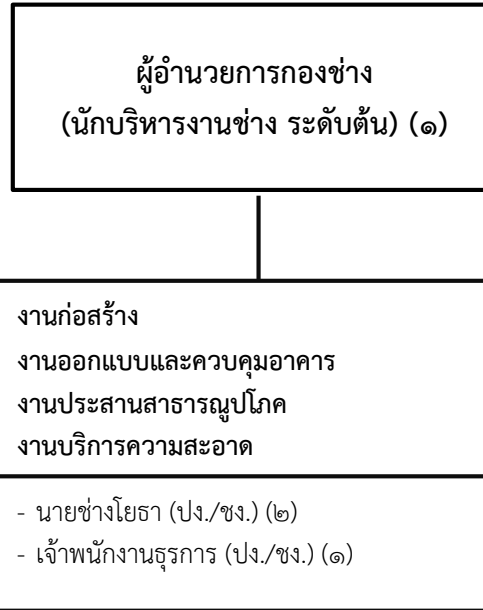 ผู้อำนวยการกองช่าง
(นักบริหารงานช่าง ระดับต้น) (๑)
งานก่อสร้าง
งานออกแบบและควบคุมอาคาร
งานประสานสาธารณูปโภค
งานบริการความสะอาด
- นายช่างโยธา (ปง./ชง.) (๒)
- เจ้าพนักงานธุรการ (ปง./ชง.) (๑)